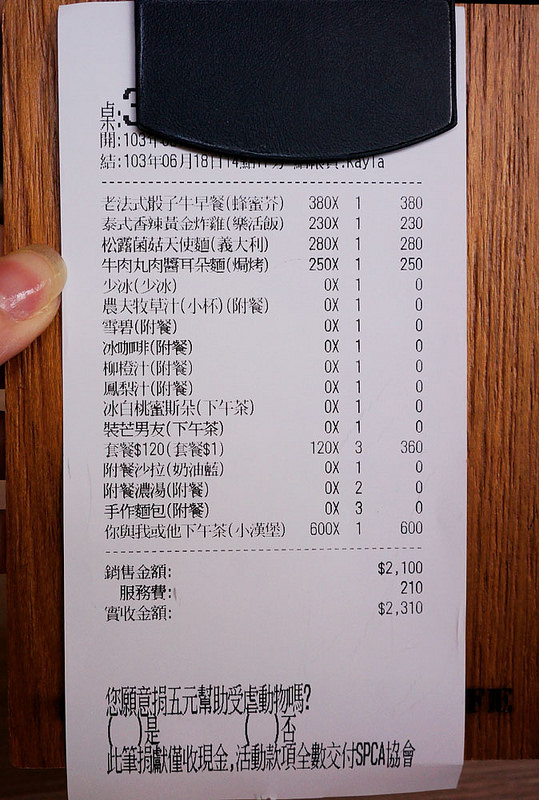 桌:3
開:103年0
結:103年06月18日14點 Kayla
老法式骰子牛早餐(蜂蜜芥) 380X 1 380
泰式香辣黃金炸雞(樂活飯) 230X 1 230
松露菌菇天使麵(義大利) 280X 1 280
牛肉丸肉醬耳朵麵(焗烤) 250X 1 250
少冰(少冰) 0X 1 0
農夫牧草汁(小杯)(附餐) 0X 1 0
雪碧(附餐) 0X 1 0
冰咖啡(附餐) 0X 1 0
柳橙汁(附餐) 0X 1 0
鳳梨汁(附餐) 0X 1 0
冰白桃蜜斯朵(下午茶) 0X 1 0
裝芒男友(下午茶) 0X 1 0
套餐$120(套餐$1) 120X 3 360
附餐沙拉(奶油藍) 0X 1 0
附餐濃湯(附餐) 0X 2 0
手作麵包(附餐) 0X 3 0
你與我或他下午茶(小漢堡) 600X 1 600
銷售金額: $2,100
服務費: 210
實收金額: $2,310
您願意捐五元幫助受虐動物嗎?
( )是 ( )否
此筆捐獻僅收現金,活動款項全數交付SPCA協會